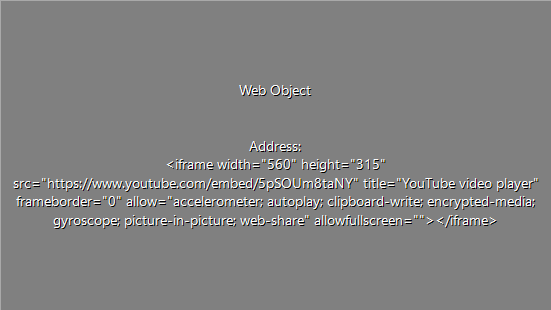 Web Object
Address:
<iframe width="560" height="315"
src="https://www.youtube.com/embed/5pSOUm8taNY" title="YouTube video player"
frameborder="0" allow="accelerometer; autoplay; clipboard-write; encrypted-media;
gyroscope; picture-in-picture; web-share" allowfullscreen=""></iframe>